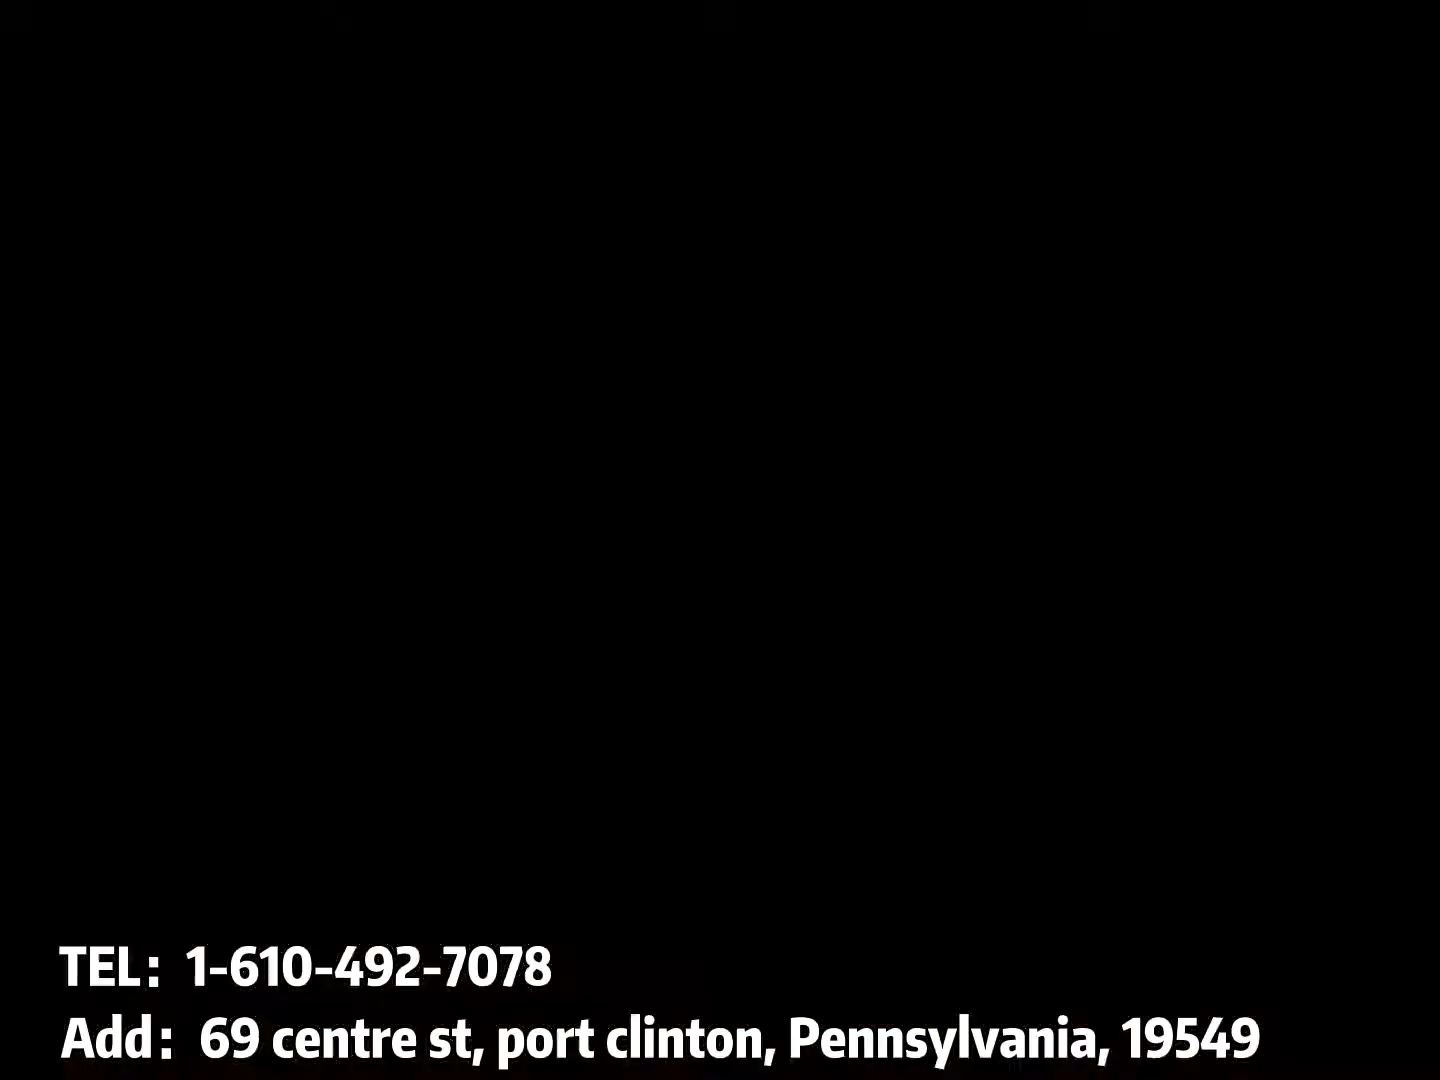 TEL: 1-610-492-7078
Add: 69 centre st, port clinton, Pennsylvania, 19549